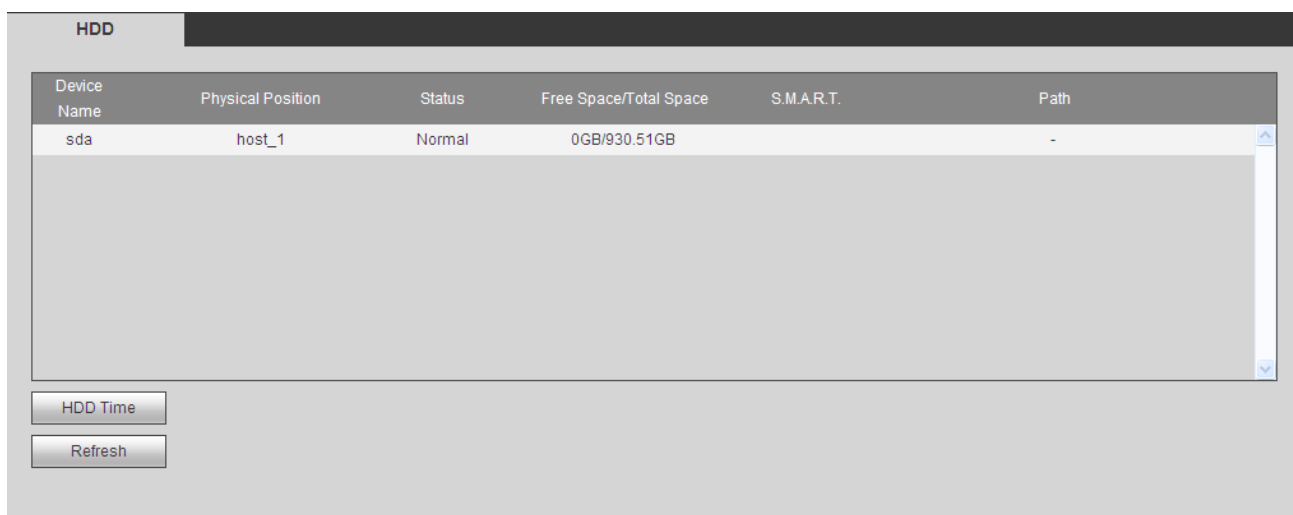 HDD
Device Name Physical Position Status Free Space/Total Space S.M.A.R.T. Path
sda host_1 Normal 0GB/930.51GB -
HDD Time
Refresh